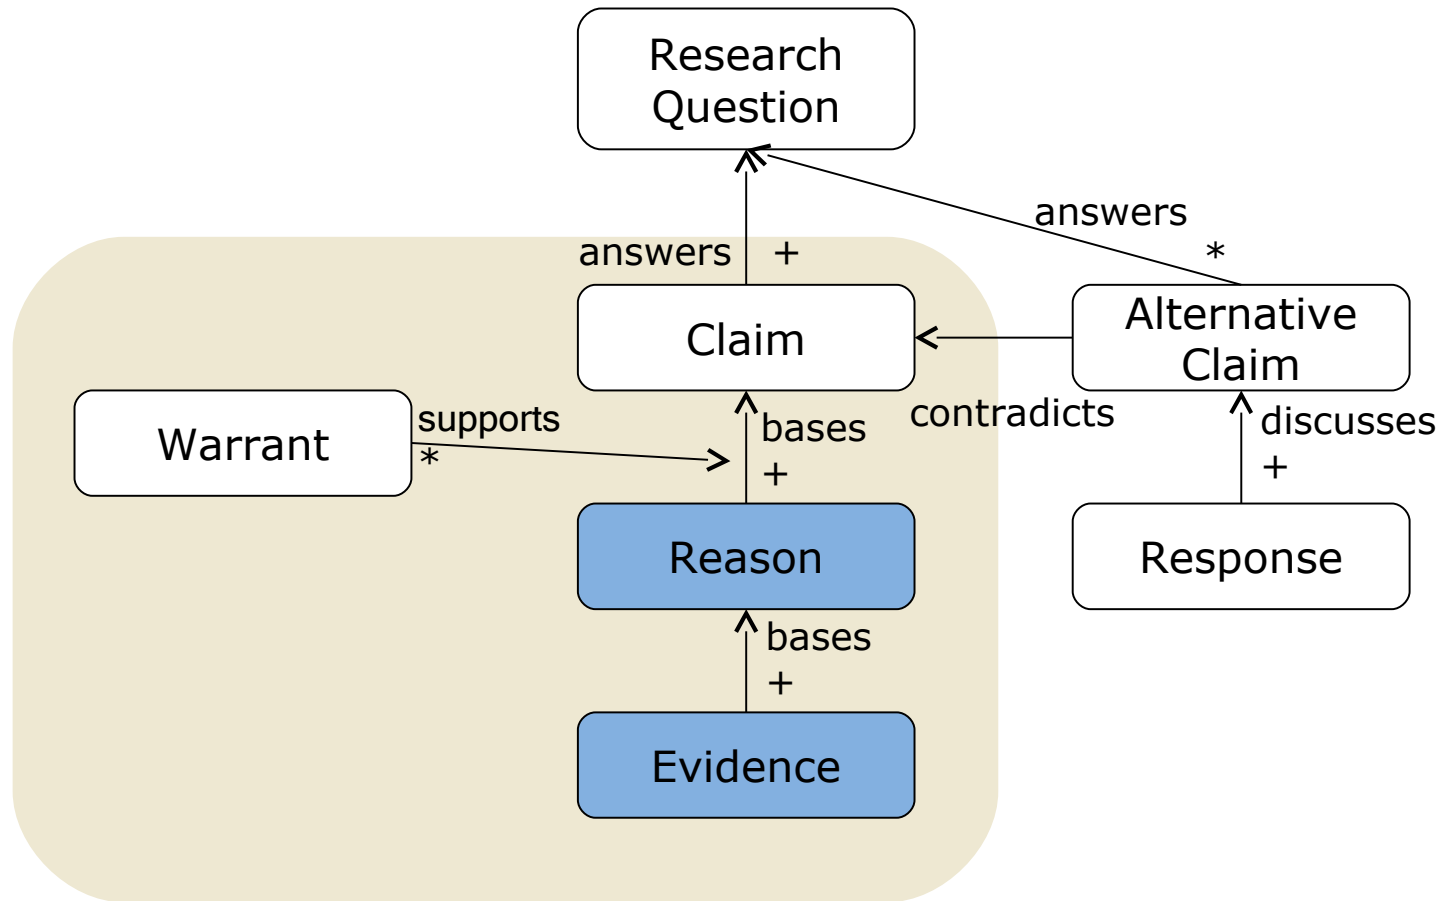 Research
Question
answers
*
answers +
Claim
Alternative
Claim
contradicts
Warrant
supports
*
bases
+
discusses
+
Reason
Response
bases
+
Evidence